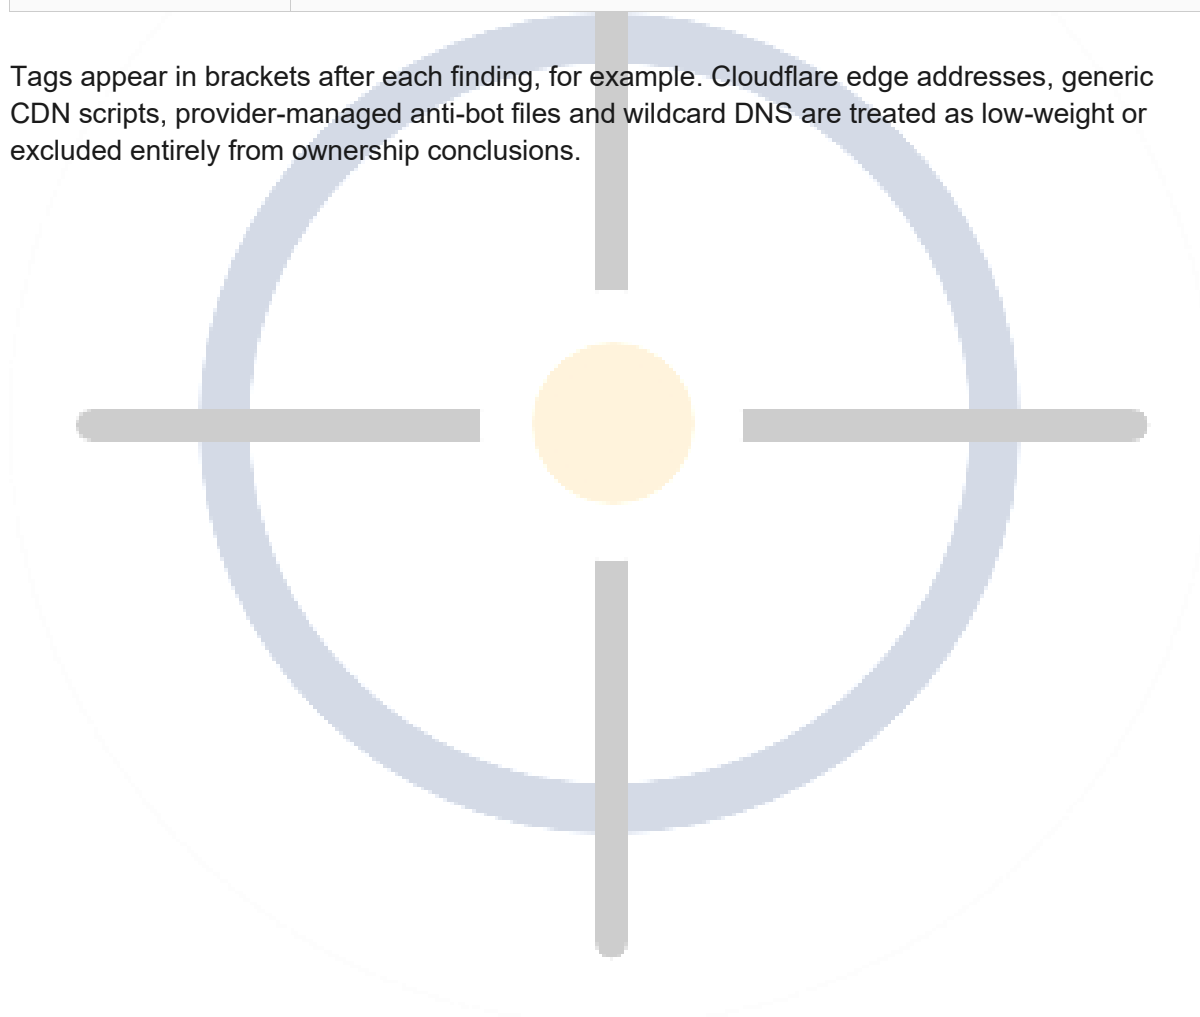 Tags appear in brackets after each finding, for example. Cloudflare edge addresses, generic
CDN scripts, provider-managed anti-bot files and wildcard DNS are treated as low-weight or
excluded entirely from ownership conclusions.